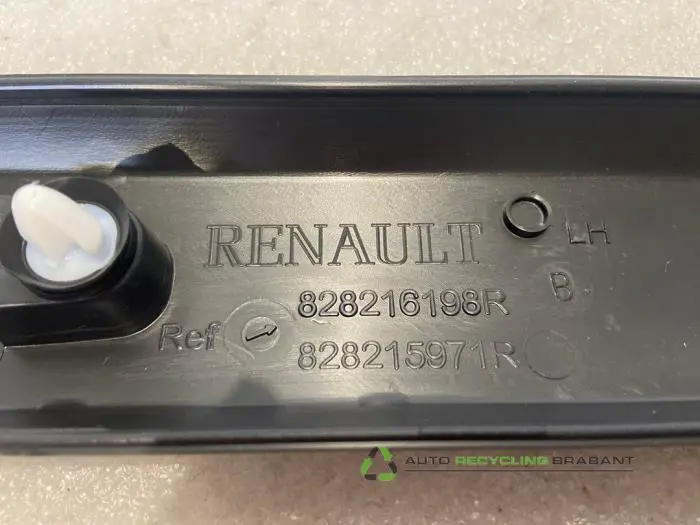 RENAULT
LH
B
828216198R
Ref
828215971R
AUTO RECYCLING BRABANT